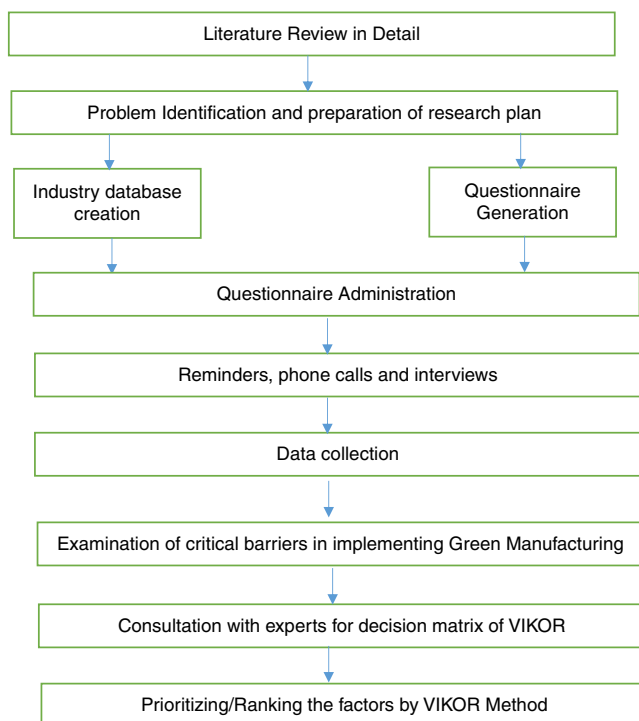 Literature Review in Detail
Problem Identification and preparation of research plan
Industry database
creation
Questionnaire
Generation
Questionnaire Administration
Reminders, phone calls and interviews
Data collection
Examination of critical barriers in implementing Green Manufacturing
Consultation with experts for decision matrix of VIKOR
Prioritizing/Ranking the factors by VIKOR Method